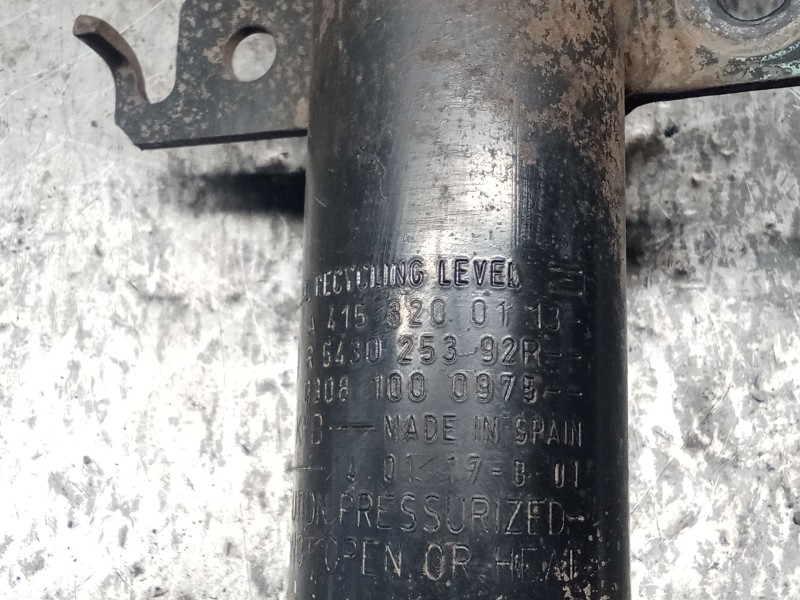 RECYCLING LEVEL
A 415 320 01 13
R 5430 253 92R--
100 0975--
MADE IN SPAIN
01 17-B 01
PRESSURIZED-
OPEN OR HEAT